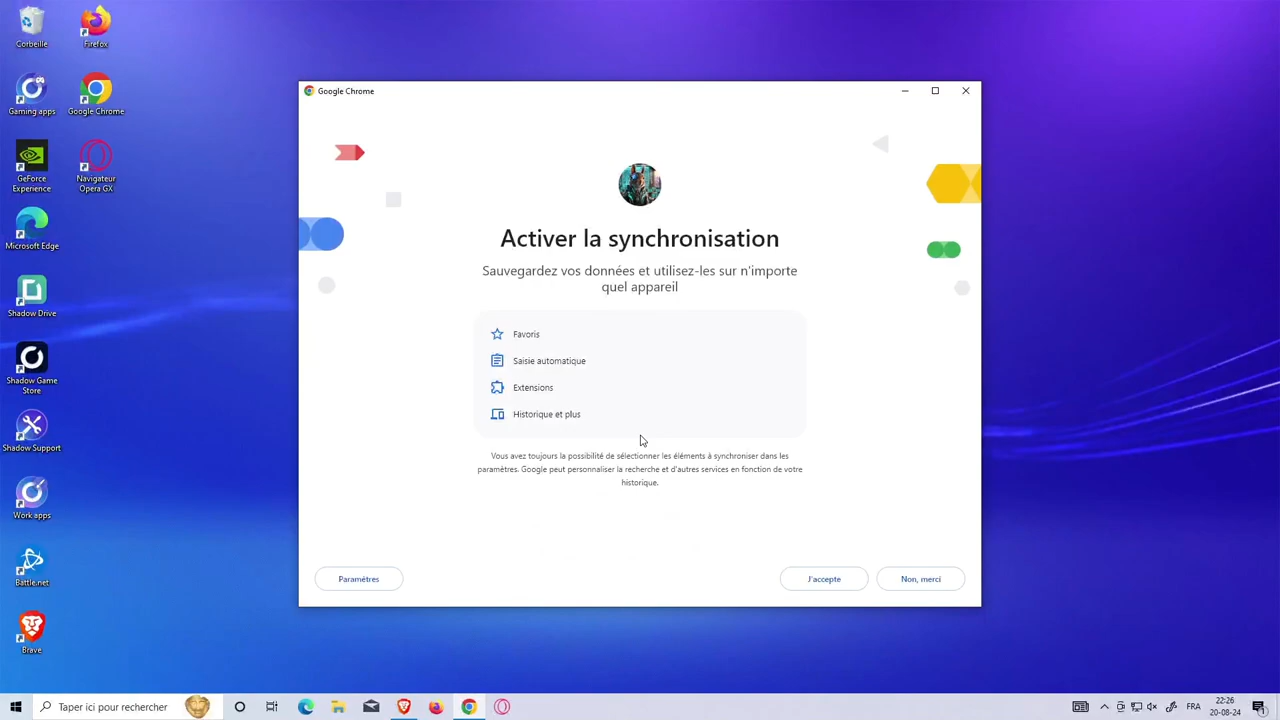 Corbeille
Firefox
Gaming apps
Google Chrome
GeForce
Experience
Navigateur
Opera GX
Microsoft Edge
Shadow Drive
Shadow Game
Store
Shadow Support
Work apps
Battle.net
Brave
Google Chrome
Activer la synchronisation
Sauvegardez vos données et utilisez-les sur n'importe
quel appareil
Favoris
Saisie automatique
Extensions
Historique et plus
Vous avez toujours la possibilité de sélectionner les éléments à synchroniser dans les
paramètres. Google peut personnaliser la recherche et d'autres services en fonction de votre
historique.
Paramètres
J'accepte
Non, merci
Taper ici pour rechercher
FRA
22:26
20-08-24
1